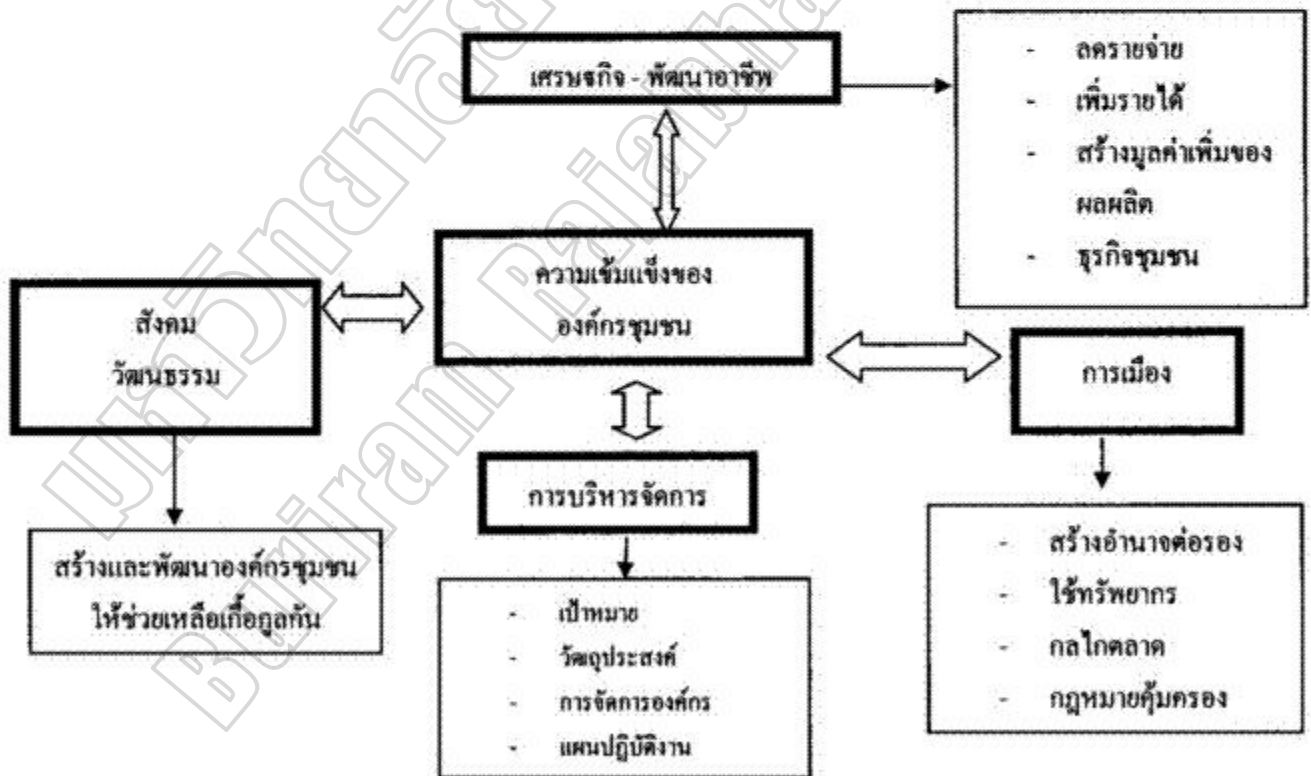 เศรษฐกิจ - พัฒนาอาชีพ
- ลดรายจ่าย
- เพิ่มรายได้
- สร้างมูลค่าเพิ่มของ
ผลผลิต
- ธุรกิจชุมชน
ความเข้มแข็งของ
องค์กรชุมชน
สังคม
วัฒนธรรม
การเมือง
การบริหารจัดการ
สร้างและพัฒนาองค์กรชุมชน
ให้ช่วยเหลือเกื้อกูลกัน
- เป้าหมาย
- วัตถุประสงค์
- การจัดการองค์กร
- แผนปฏิบัติงาน
- สร้างอำนาจต่อรอง
- ใช้ทรัพยากร
- กลไกตลาด
- กฎหมายคุ้มครอง
Buriram Rajabha